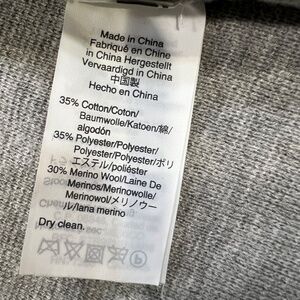 Made in China
Fabriqué en Chine
in China Hergestellt
Vervaardigd in China
中国製
Hecho en China
35% Cotton/Coton/
Baumwolle/Katoen/綿/
algodón
35% Polyester/Polyester/
Polyester/Polyester/ポリ
エステル/poliéster
30% Merino Wool/Laine De
Merinos/Merinowolle/
Merinowol/メリノウー
ル/lana merino
Dry clean.